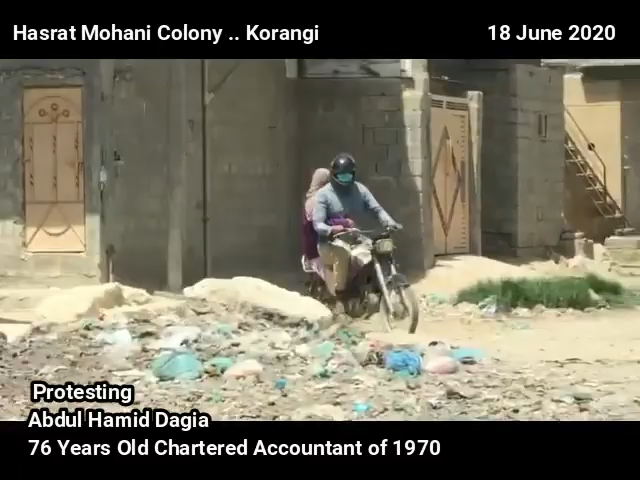 Hasrat Mohani Colony .. Korangi
18 June 2020
Protesting
Abdul Hamid Dagia
76 Years Old Chartered Accountant of 1970